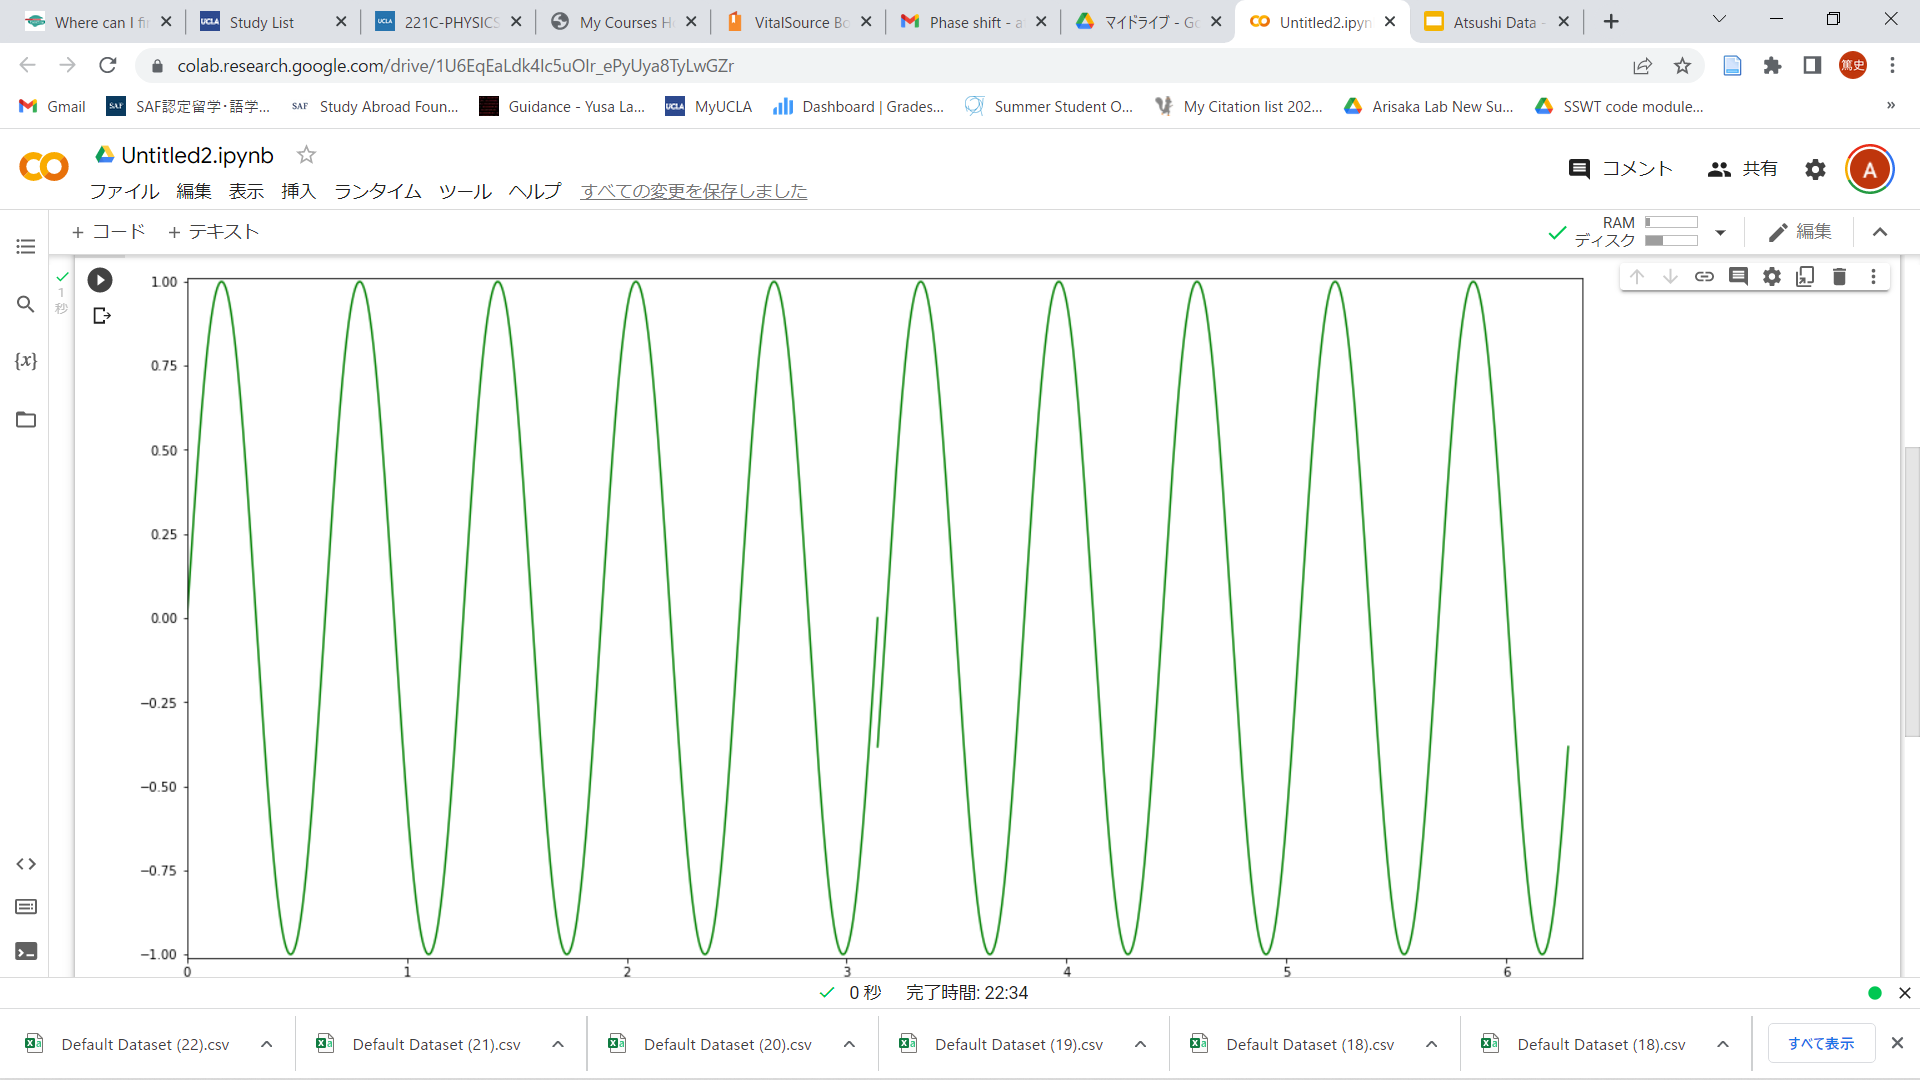 Where can I fi
Study List
221C-PHYSICS
My Courses H
VitalSource Bo
Phase shift - a
マイドライブ - Go
Untitled2.ipyn
Atsushi Data -
colab.research.google.com/drive/1U6EqEaLdk4Ic5uOIr_ePyUya8TyLwGZr
篤史
Gmail
SAF認定留学・語学...
Study Abroad Foun...
Guidance - Yusa La...
MyUCLA
Dashboard | Grades...
Summer Student O...
My Citation list 202...
Arisaka Lab New Su...
SSWT code module...
»
Untitled2.ipynb
コメント
共有
A
ファイル 編集 表示 挿入 ランタイム ツール ヘルプ すべての変更を保存しました
+ コード + テキスト
RAM
ディスク
編集
{x}
1
秒
1.00
0.75
0.50
0.25
0.00
−0.25
−0.50
−0.75
−1.00
0 1 2 3 4 5 6
0 秒 完了時間: 22:34
Default Dataset (22).csv
Default Dataset (21).csv
Default Dataset (20).csv
Default Dataset (19).csv
Default Dataset (18).csv
Default Dataset (18).csv
すべて表示